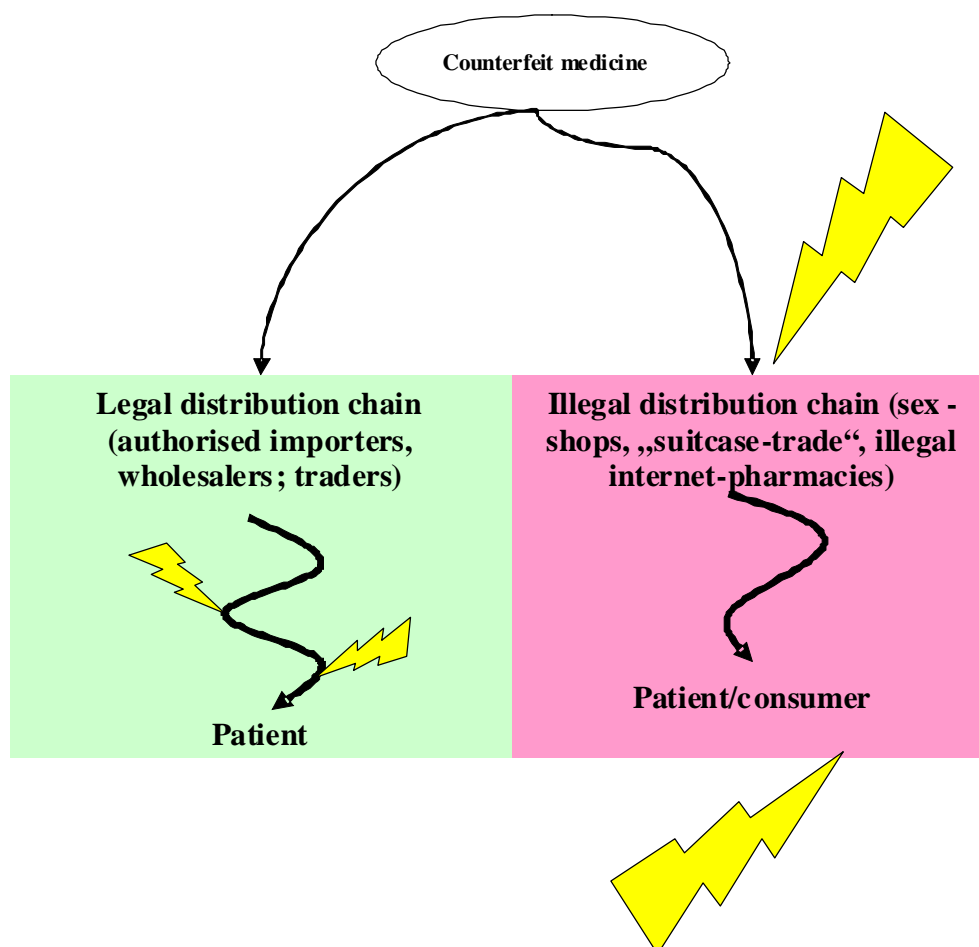 Counterfeit medicine
Legal distribution chain
(authorised importers,
wholesalers; traders)
Illegal distribution chain (sex -
shops, „suitcase-trade“, illegal
internet-pharmacies)
Patient
Patient/consumer